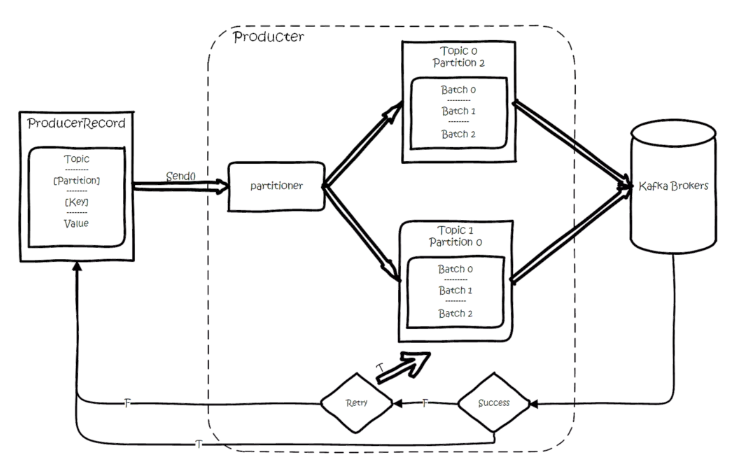 Producter
Topic 0
Partition 2
Batch 0
---------
Batch 1
--------
Batch 2
ProducerRecord
Topic
---------
[Partition]
--------
[Key]
--------
Value
Send()
partitioner
Kafka Brokers
Topic 1
Partition 0
Batch 0
---------
Batch 1
--------
Batch 2
T
F
Retry
F
Success
T